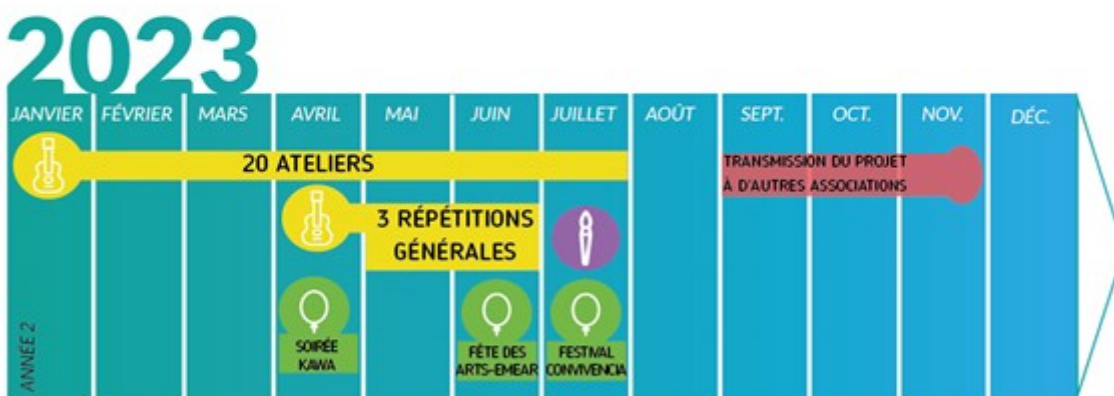 2023
JANVIER FÉVRIER MARS AVRIL MAI JUIN JUILLET AOÛT SEPT. OCT. NOV. DÉC.
20 ATELIERS
TRANSMISSION DU PROJET
À D'AUTRES ASSOCIATIONS
3 RÉPÉTITIONS
GÉNÉRALES
SOIRÉE
KAWA
FÊTE DES
ARTS-EMEAR
FESTIVAL
CONVIVENCIA
ANNÉE 2